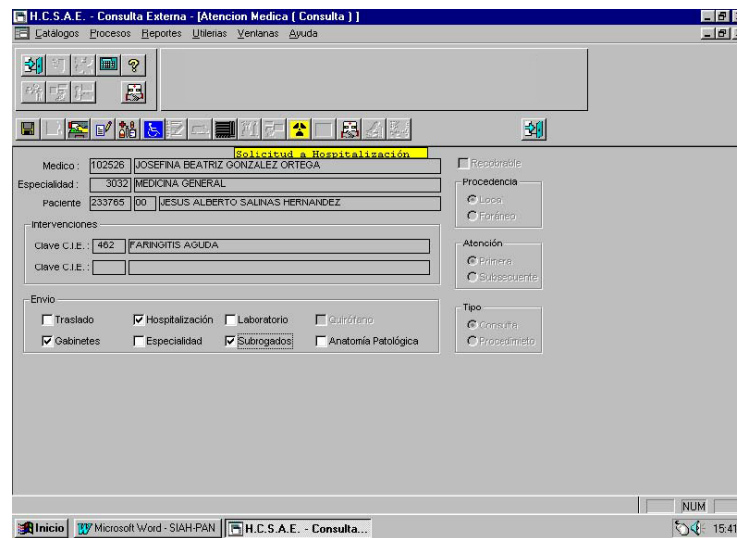 H.C.S.A.E. - Consulta Externa - [Atencion Medica ( Consulta ) ]
Catálogos Procesos Reportes Utilerias Ventanas Ayuda
Solicitud a Hospitalización
Medico : 102526 JOSEFINA BEATRIZ GONZALEZ ORTEGA
Recobrable
Especialidad : 3032 MEDICINA GENERAL
Procedencia
Paciente 233765 00 JESUS ALBERTO SALINAS HERNANDEZ
Loco
Foráneo
Intervenciones
Clave C.I.E. : 462 FARINGITIS AGUDA
Atención
Primera
Clave C.I.E. :
Subsecuente
Envio
Tipo
Traslado Hospitalización Laboratorio Quirófano
Consulta
Gabinetes Especialidad Subrogados Anatomía Patológica
Procedimieto
NUM
Inicio Microsoft Word - SIAH-PAN H.C.S.A.E. - Consulta... 15:41